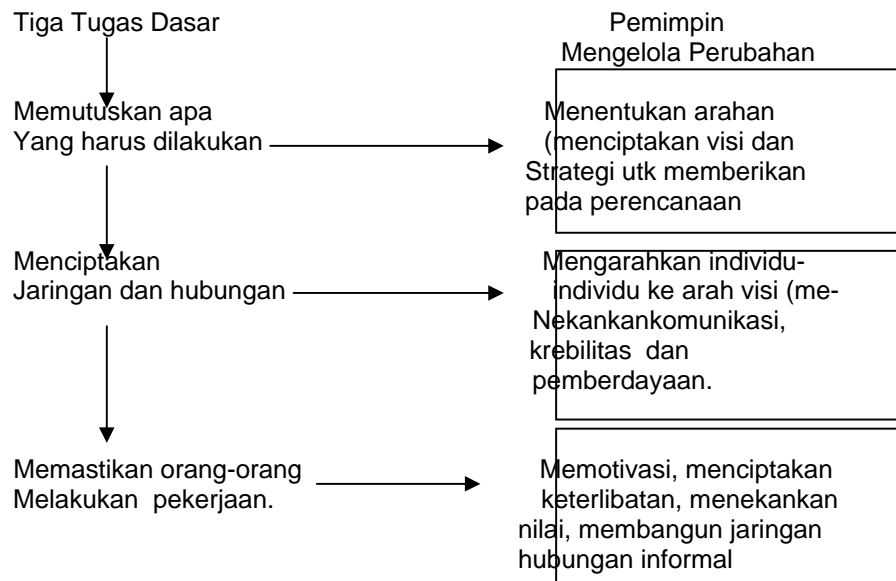 Tiga Tugas Dasar
Pemimpin
Mengelola Perubahan
Memutuskan apa
Yang harus dilakukan
Menentukan arahan
(menciptakan visi dan
Strategi utk memberikan
pada perencanaan
Menciptakan
Jaringan dan hubungan
Mengarahkan individu-
individu ke arah visi (me-
Nekankankomunikasi,
krebilitas dan
pemberdayaan.
Memastikan orang-orang
Melakukan pekerjaan.
Memotivasi, menciptakan
keterlibatan, menekankan
nilai, membangun jaringan
hubungan informal